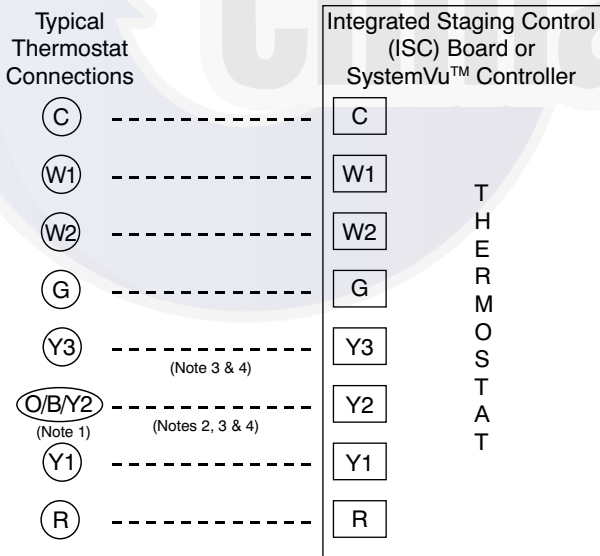 Typical
Thermostat
Connections
Integrated Staging Control
(ISC) Board or
SystemVu™ Controller
C
C
W1
W1
W2
W2
G
G
Y3
(Note 3 & 4)
Y3
O/B/Y2
(Note 1)
(Notes 2, 3 & 4)
Y2
Y1
Y1
R
R
THERMOSTAT